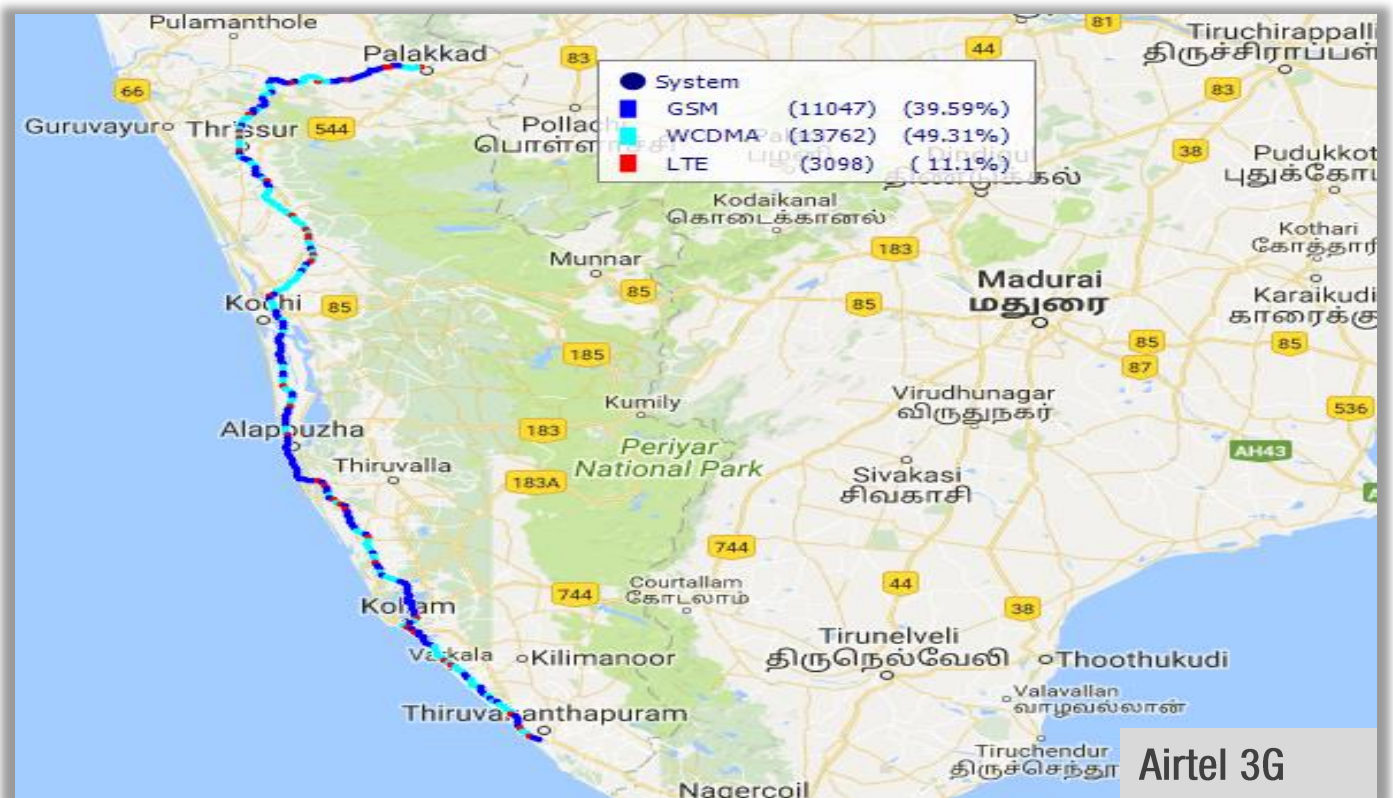 Pulamanthole
Palakkad
83
44
81
Tiruchirappalli
திருச்சிராப்பள்
66
83
Guruvayur
Thrissur
544
Pollachi
பொள்ளாச்சி
System
GSM (11047) (39.59%)
WCDMA (13762) (49.31%)
LTE (3098) ( 11.1%)
38
Pudukkot
புதுக்கோட
Kodaikanal
கொடைக்கானல்
Kothari
கோத்தாரி
183
Munnar
85
85
Madurai
மதுரை
Karaikudi
காரைக்கு
Kochi
85
185
85
85
87
Kumily
Virudhunagar
விருதுநகர்
536
Alappuzha
183
Periyar
National Park
AH43
Thiruvalla
183A
Sivakasi
சிவகாசி
744
Courtallam
கோடலாம்
744
44
38
Kollam
Tirunelveli
திருநெல்வேலி
Varkala
Kilimanoor
Thoothukudi
Valavallan
வாழவல்லான்
Thiruvananthapuram
Tiruchendur
திருச்செந்தூ
Airtel 3G
Nagercoil